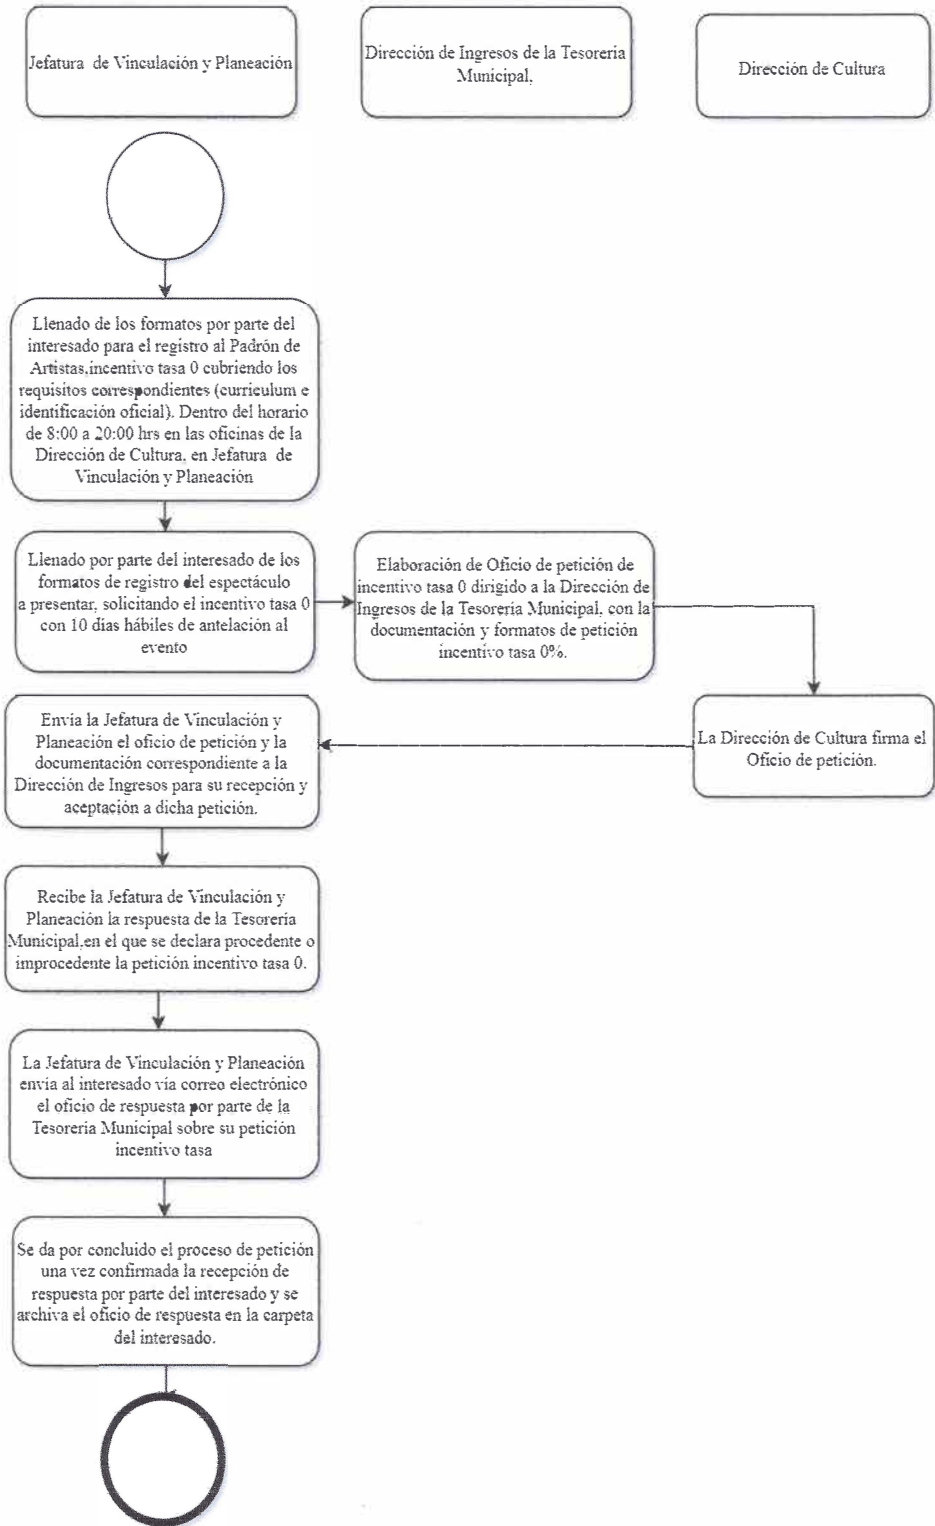 Jefatura de Vinculación y Planeación
Dirección de Ingresos de la Tesoreria
Municipal,
Dirección de Cultura
Llenado de los formatos por parte del
interesado para el registro al Padrón de
Artistas,incentivo tasa 0 cubriendo los
requisitos correspondientes (curriculum e
identificación oficial). Dentro del horario
de 8:00 a 20:00 hrs en las oficinas de la
Dirección de Cultura, en Jefatura de
Vinculación y Planeación
Llenado por parte del interesado de los
formatos de registro del espectáculo
a presentar, solicitando el incentivo tasa 0
con 10 días hábiles de antelación al
evento
Elaboración de Oficio de petición de
incentivo tasa 0 dirigido a la Dirección de
Ingresos de la Tesorería Municipal, con la
documentación y formatos de petición
incentivo tasa 0%.
Envía la Jefatura de Vinculación y
Planeación el oficio de petición y la
documentación correspondiente a la
Dirección de Ingresos para su recepción y
aceptación a dicha petición.
La Dirección de Cultura firma el
Oficio de petición.
Recibe la Jefatura de Vinculación y
Planeación la respuesta de la Tesorería
Municipal,en el que se declara procedente o
improcedente la petición incentivo tasa 0.
La Jefatura de Vinculación y Planeación
envía al interesado vía correo electrónico
el oficio de respuesta por parte de la
Tesorería Municipal sobre su petición
incentivo tasa
Se da por concluido el proceso de petición
una vez confirmada la recepción de
respuesta por parte del interesado y se
archiva el oficio de respuesta en la carpeta
del interesado.